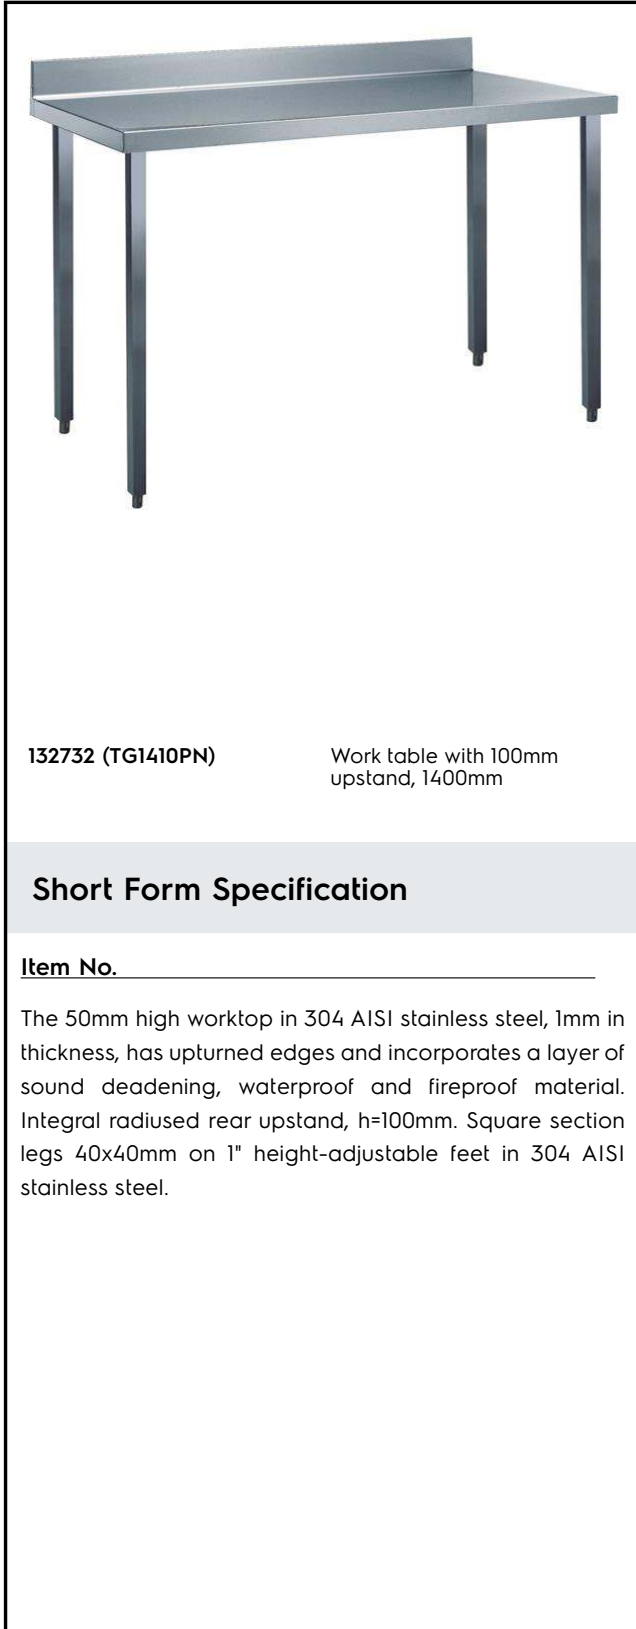 132732 (TG1410PN)
Work table with 100mm
upstand, 1400mm
Short Form Specification
Item No.
The 50mm high worktop in 304 AISI stainless steel, 1mm in
thickness, has upturned edges and incorporates a layer of
sound deadening, waterproof and fireproof material.
Integral radiused rear upstand, h=100mm. Square section
legs 40x40mm on 1" height-adjustable feet in 304 AISI
stainless steel.